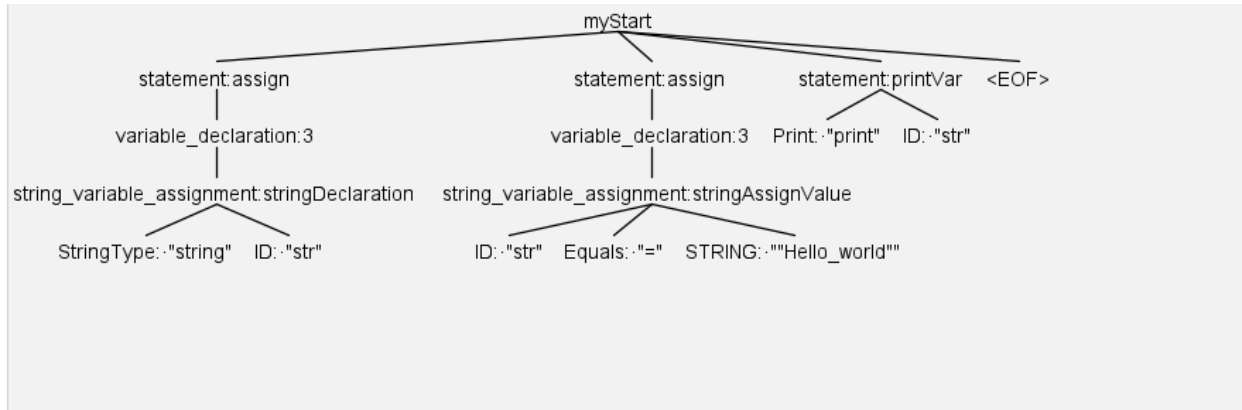 myStart
statement:assign statement:assign statement:printVar <EOF>
variable_declaration:3 variable_declaration:3 Print:·"print" ID:·"str"
string_variable_assignment:stringDeclaration string_variable_assignment:stringAssignValue
StringType:·"string" ID:·"str" ID:·"str" Equals:·"=" STRING:·""Hello_world""